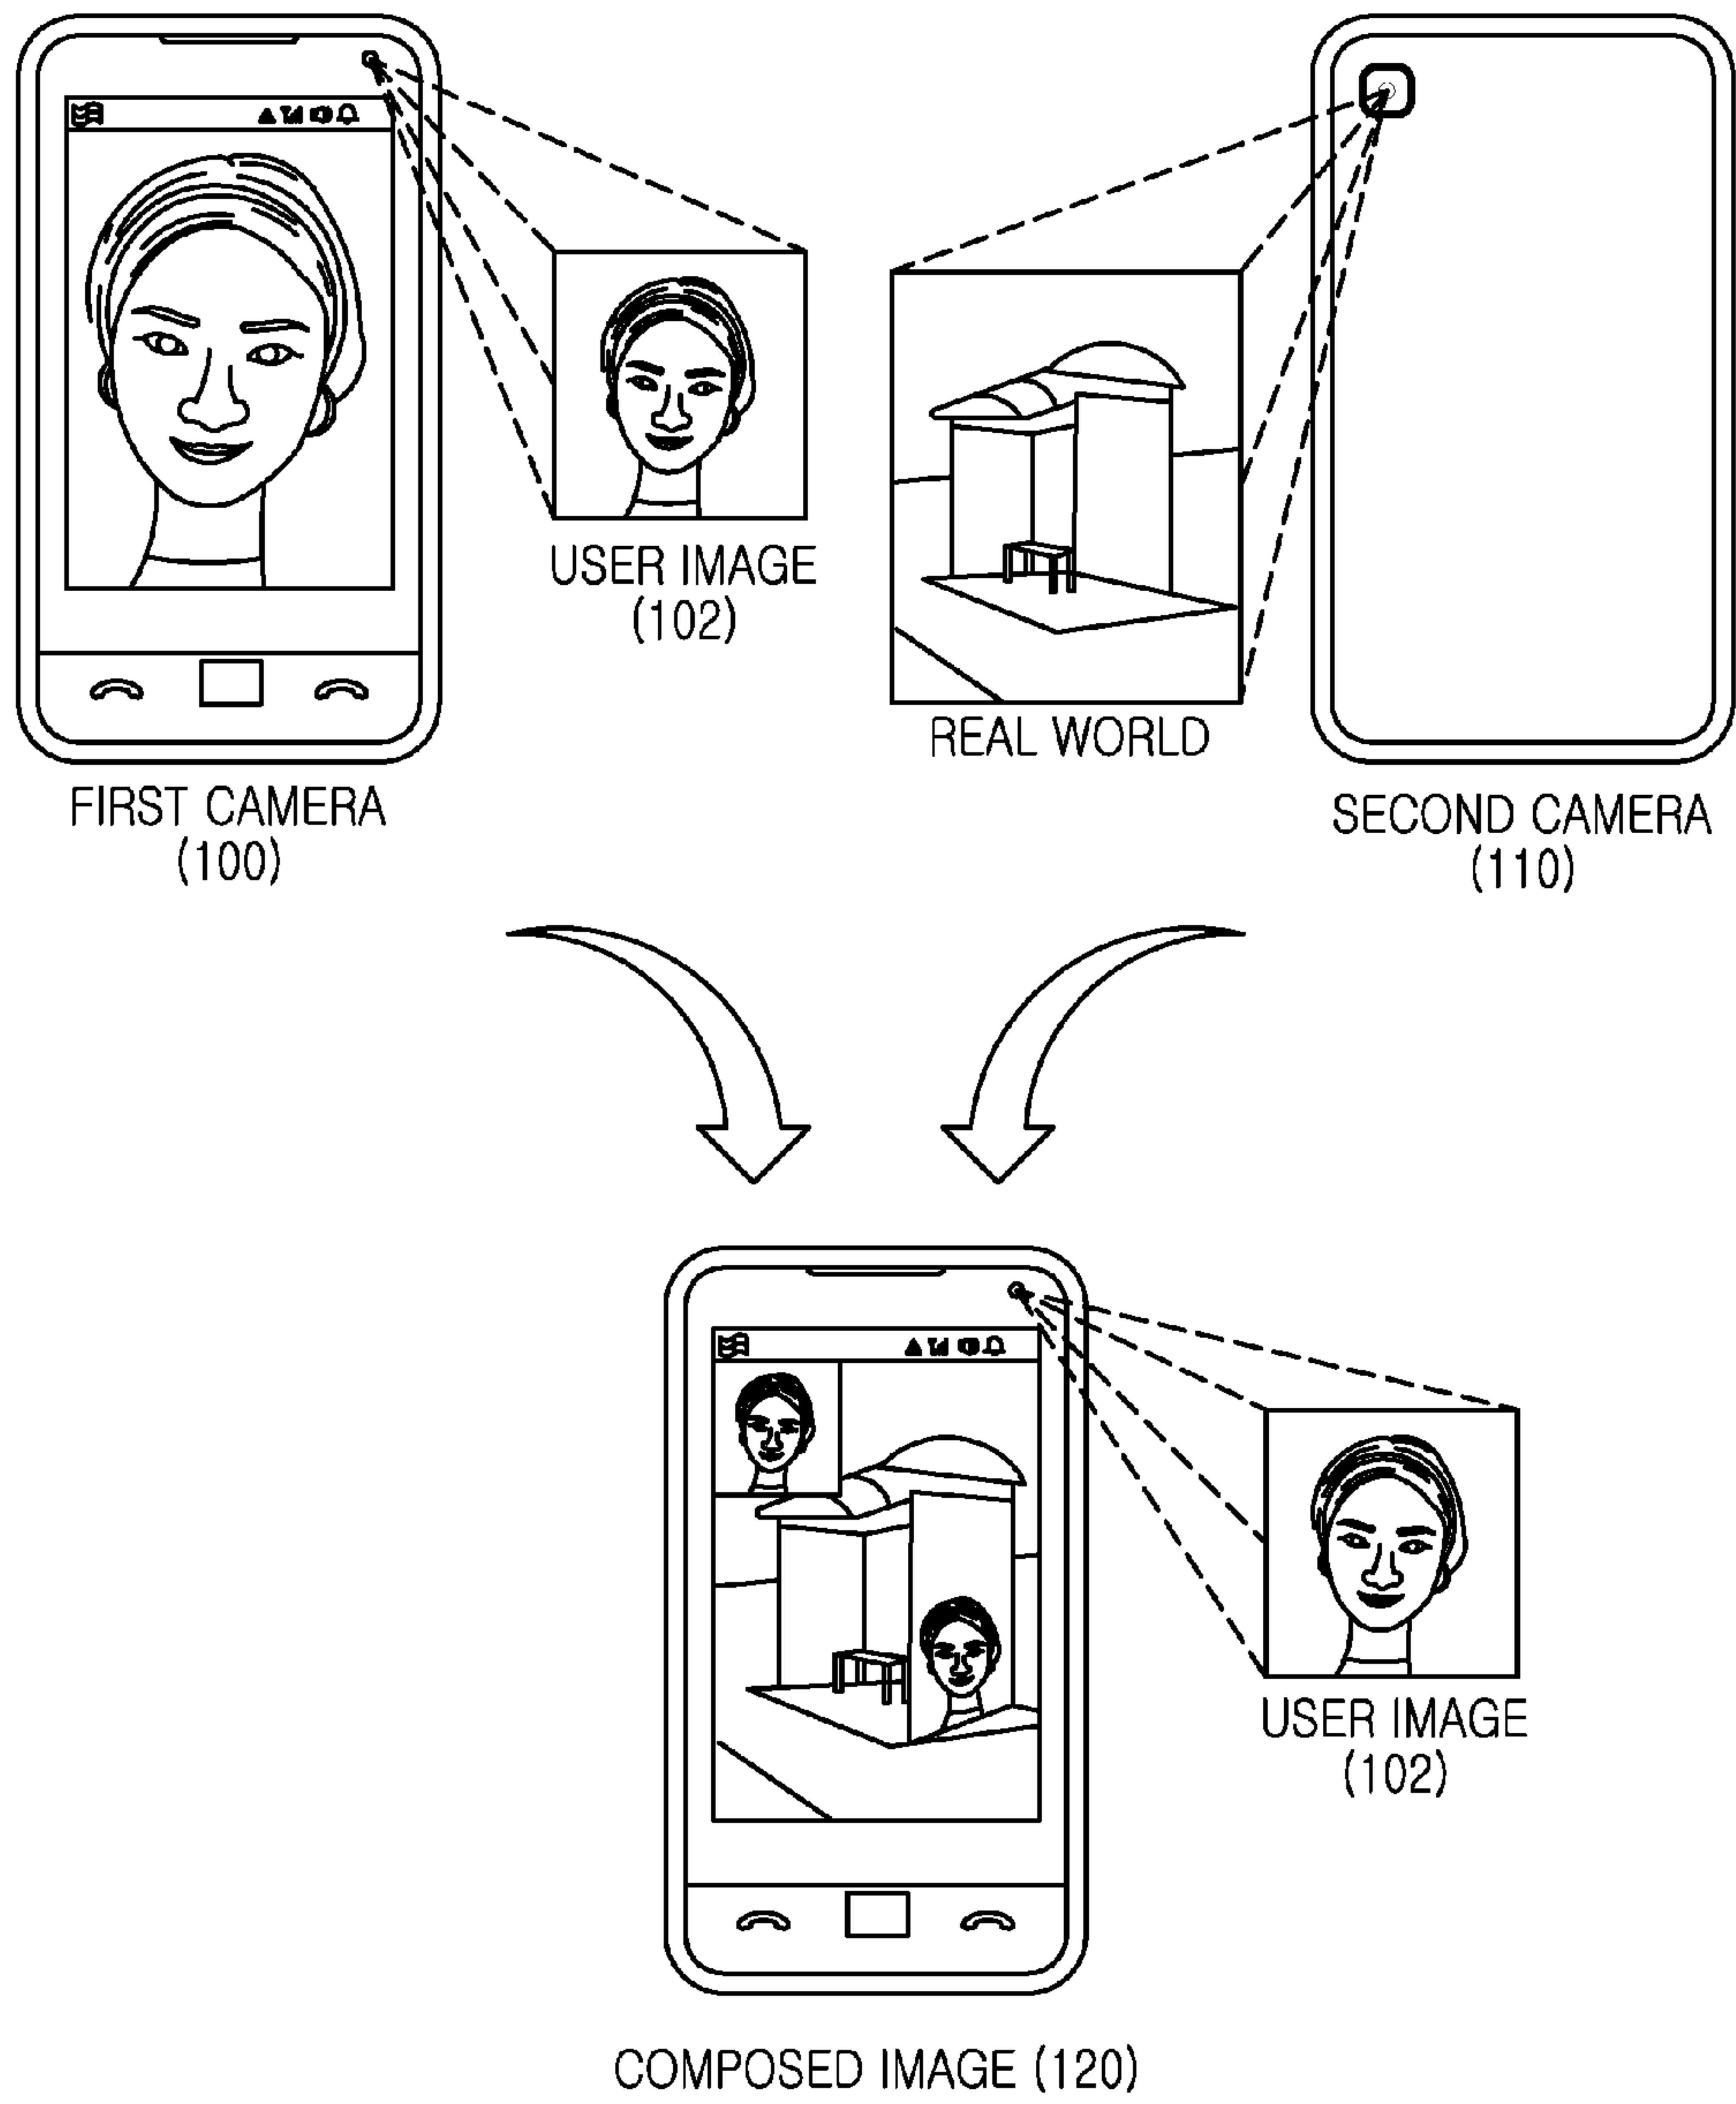 USER IMAGE
(102)
REAL WORLD
FIRST CAMERA
(100)
SECOND CAMERA
(110)
USER IMAGE
(102)
COMPOSED IMAGE (120)